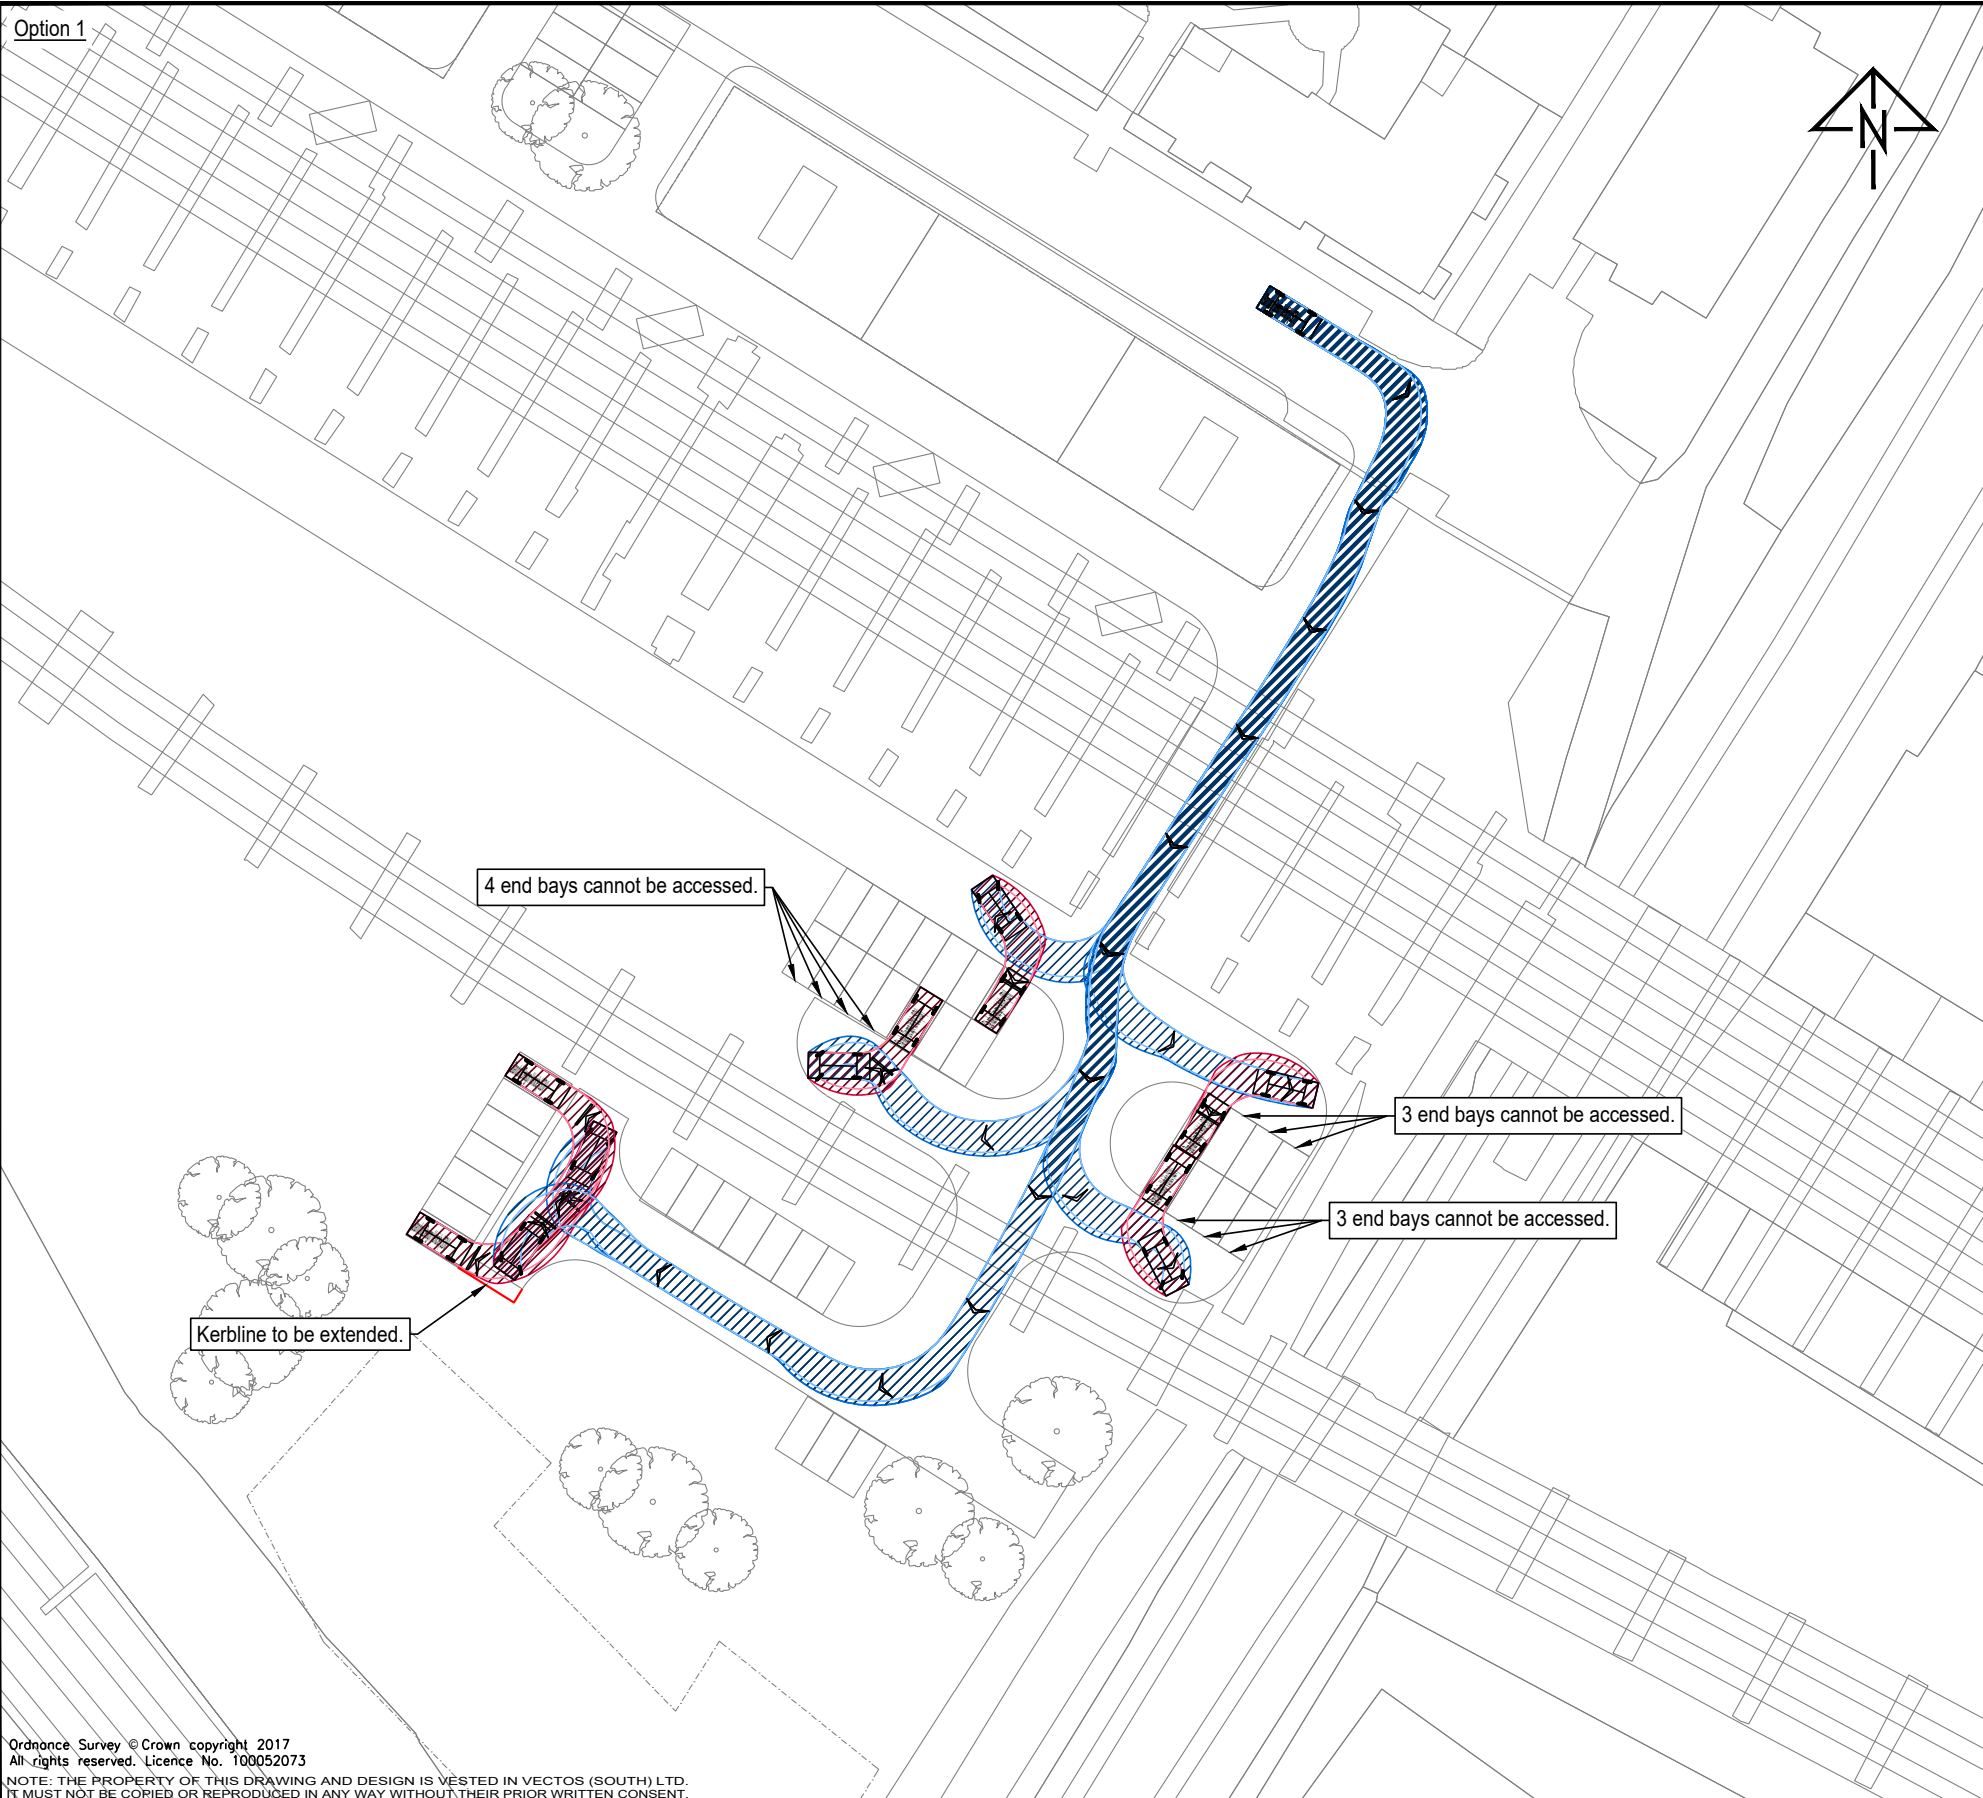 Option 1
N
4 end bays cannot be accessed.
3 end bays cannot be accessed.
3 end bays cannot be accessed.
Kerbline to be extended.
Ordnance Survey © Crown copyright 2017
All rights reserved. Licence No. 100052073
NOTE: THE PROPERTY OF THIS DRAWING AND DESIGN IS VESTED IN VECTOS (SOUTH) LTD.
IT MUST NOT BE COPIED OR REPRODUCED IN ANY WAY WITHOUT THEIR PRIOR WRITTEN CONSENT.